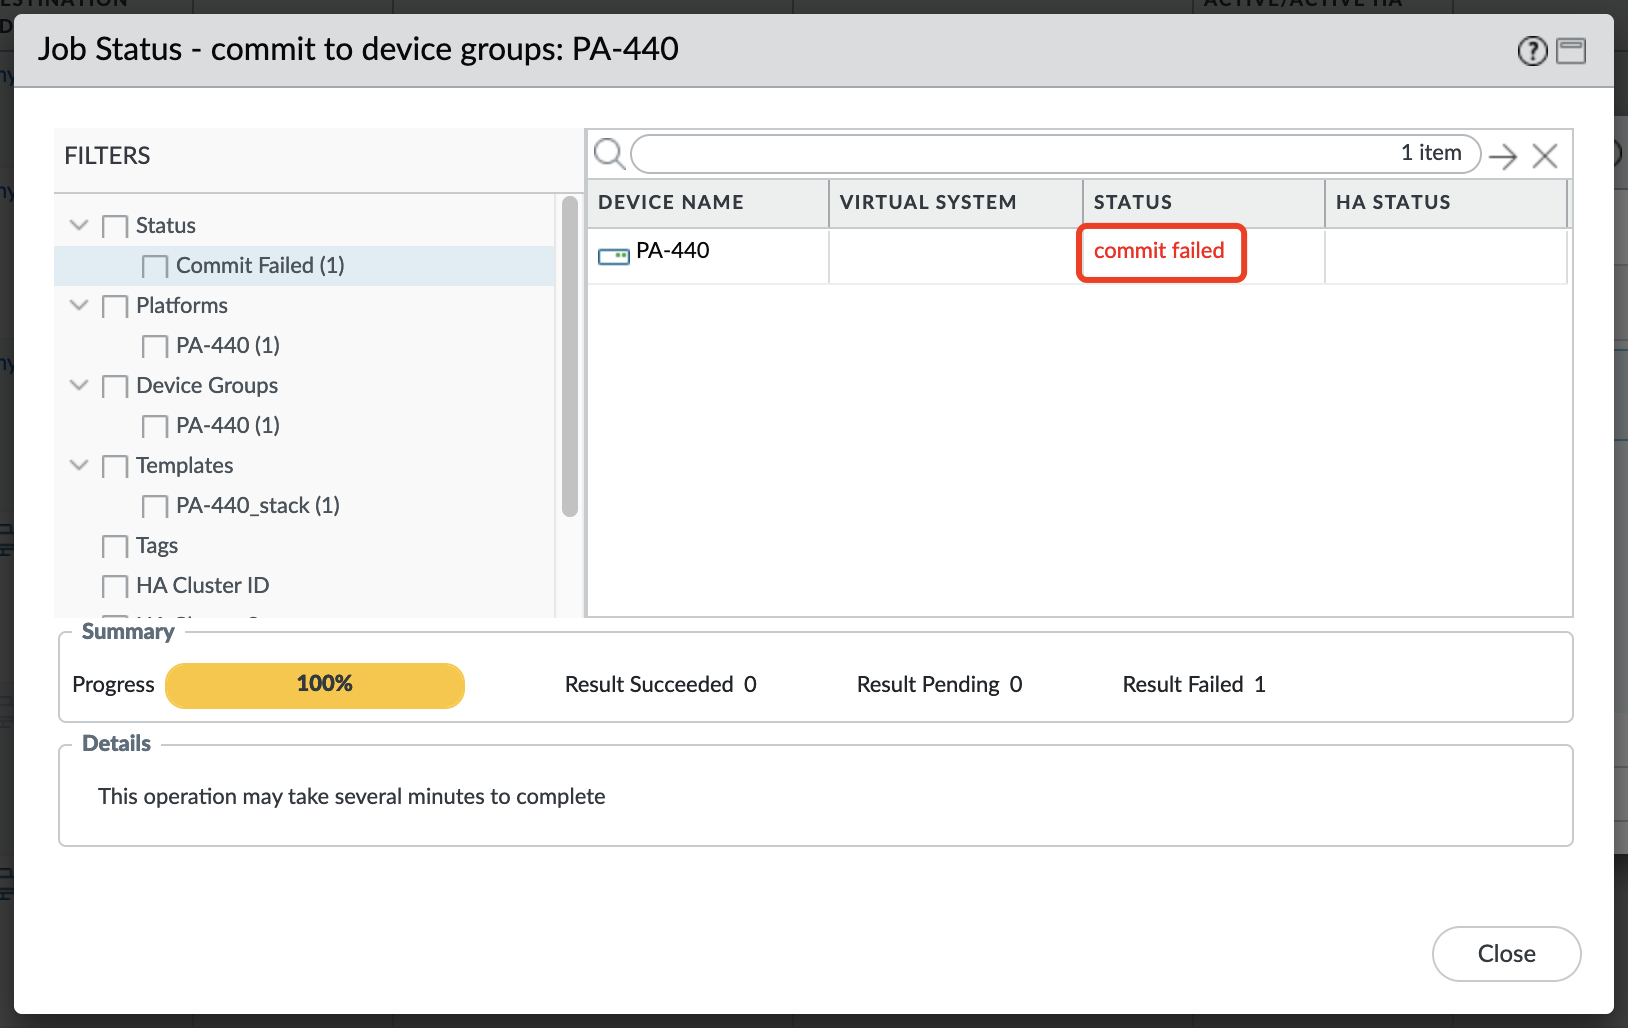 Job Status - commit to device groups: PA-440
FILTERS
1 item
DEVICE NAME VIRTUAL SYSTEM STATUS HA STATUS
PA-440 commit failed
Status
Commit Failed (1)
Platforms
PA-440 (1)
Device Groups
PA-440 (1)
Templates
PA-440_stack (1)
Tags
HA Cluster ID
Summary
Progress 100% Result Succeeded 0 Result Pending 0 Result Failed 1
Details
This operation may take several minutes to complete
Close